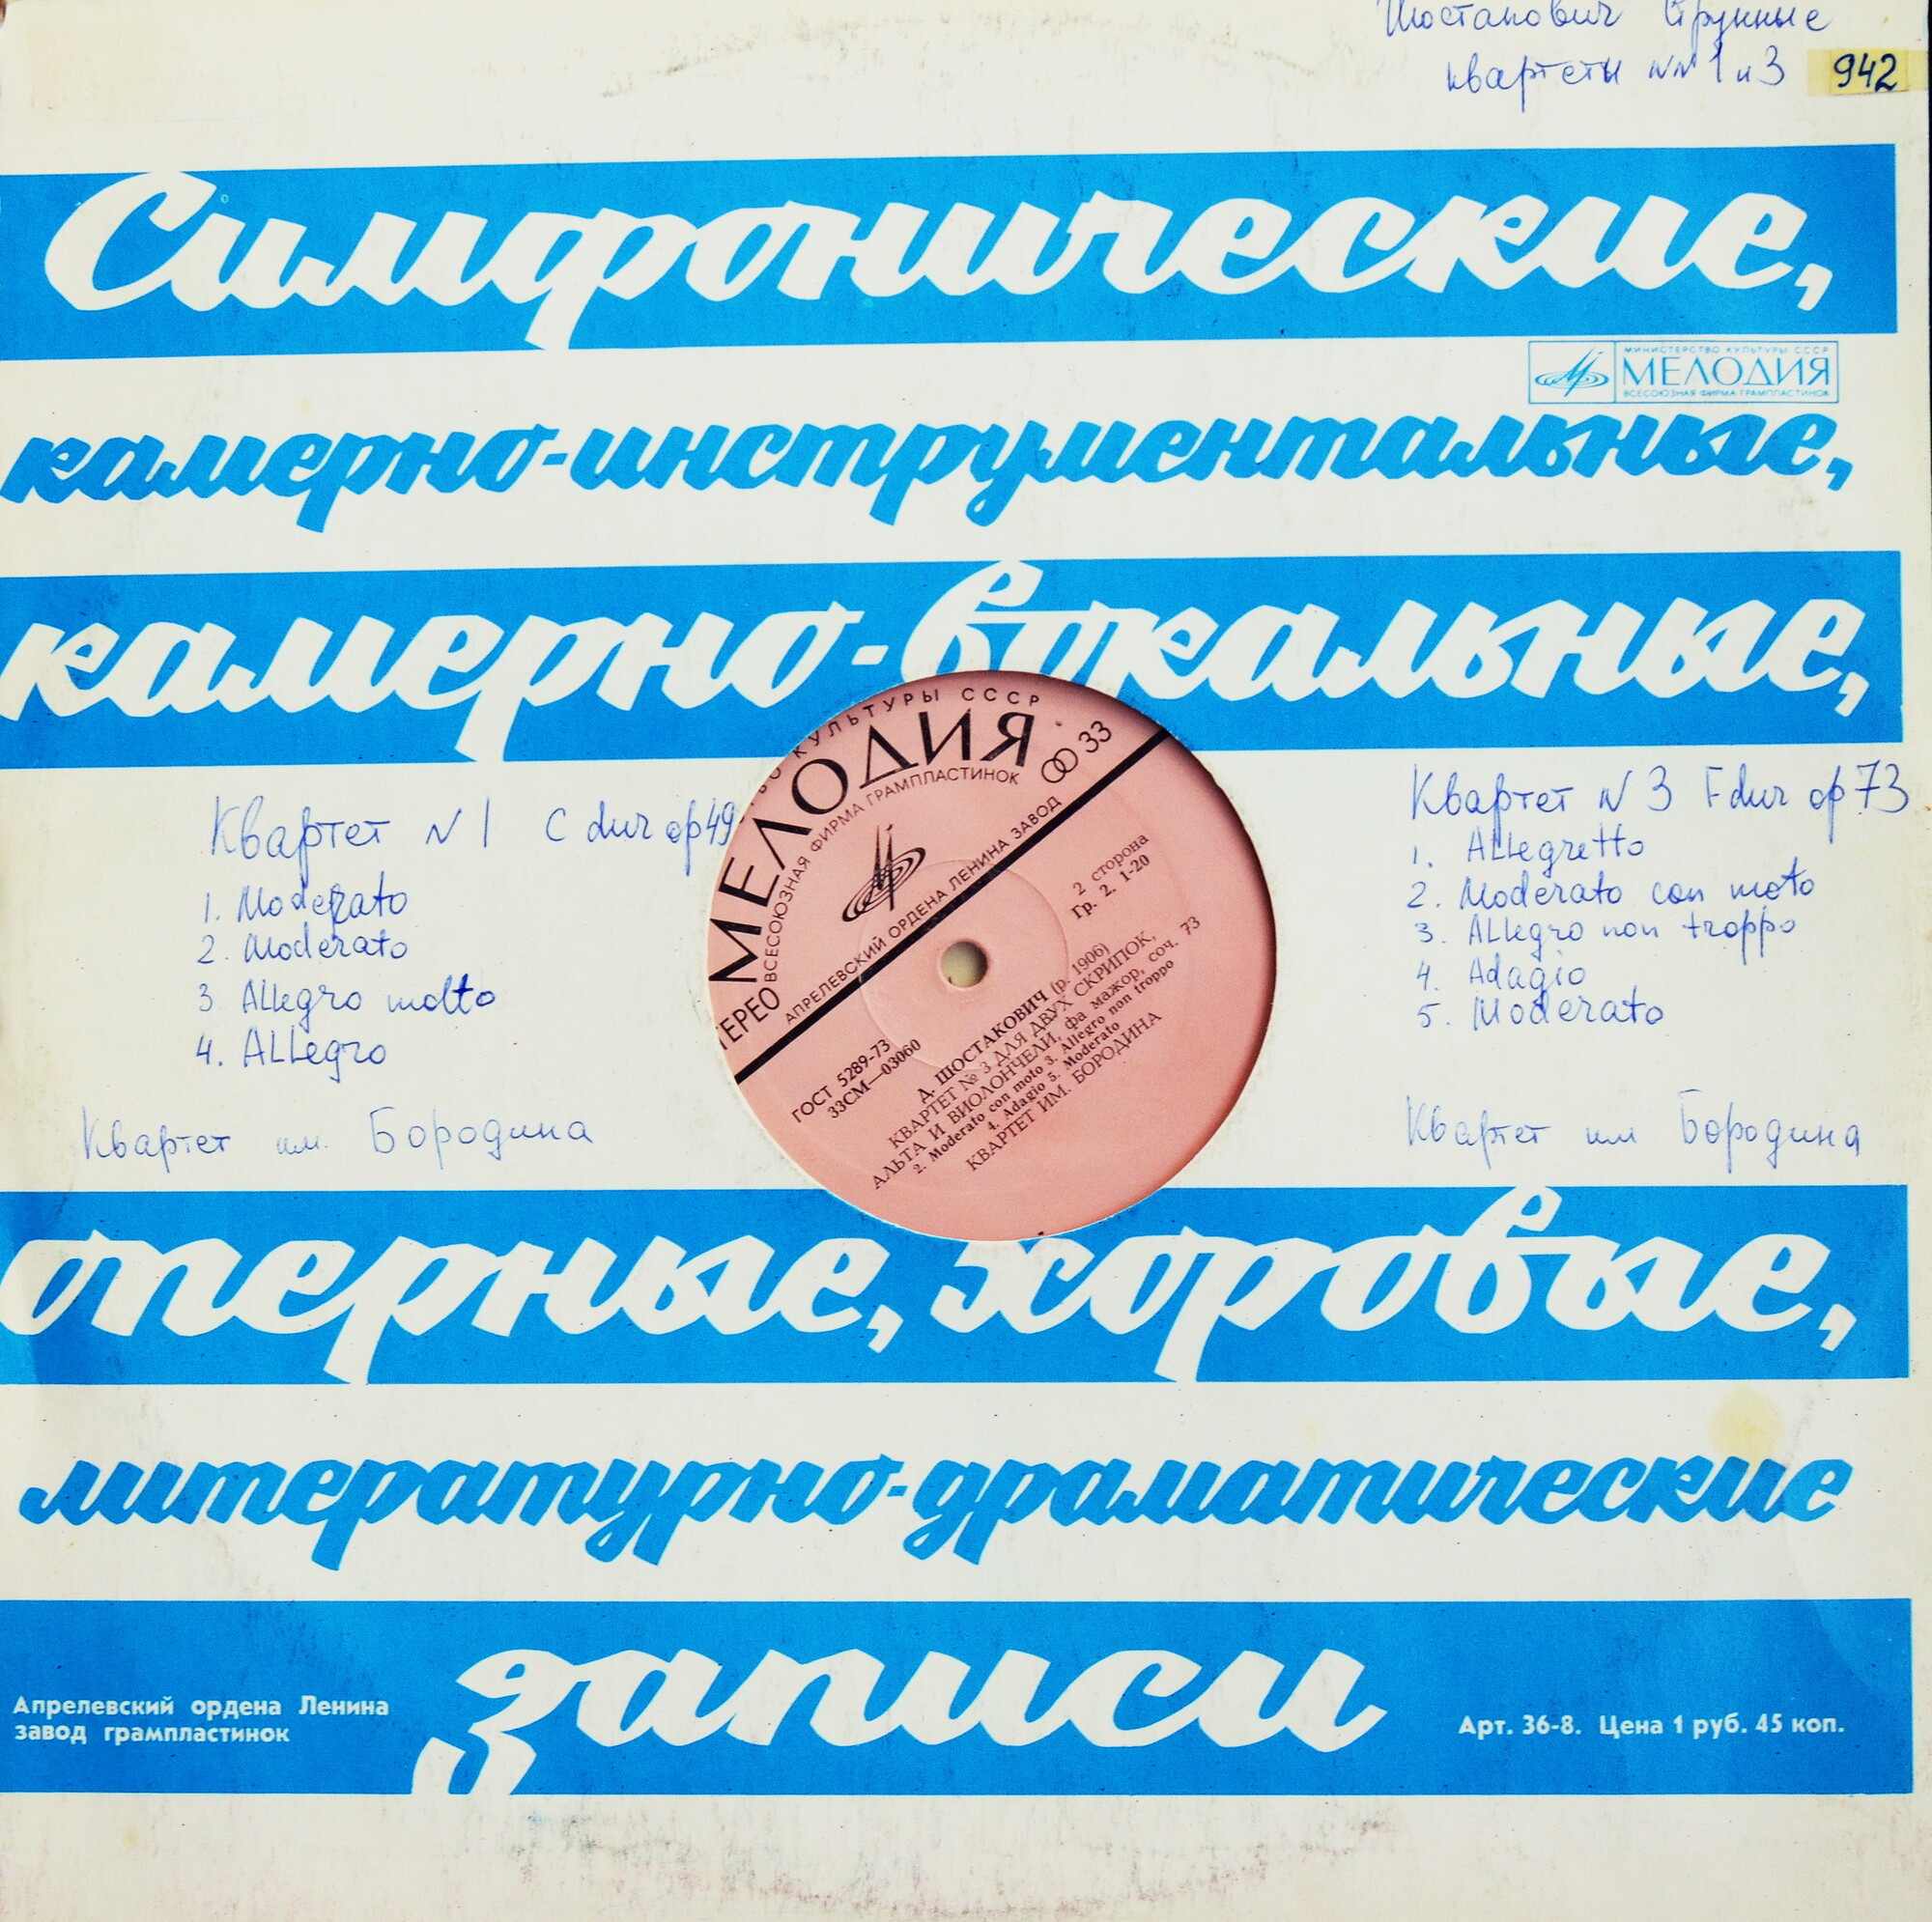 Шостакович Струнные
квартеты NN 1 и 3
942
Симфонические,
МИНИСТЕРСТВО КУЛЬТУРЫ СССР
МЕЛОДИЯ
ВСЕСОЮЗНАЯ ФИРМА ГРАМПЛАСТИНОК
камерно-инструментальные,
камерно-вокальные,
Квартет N 1 C dur op 49
1. Moderato
2. Moderato
3 Allegro molto
4. Allegro
Квартет им. Бородина
КУЛЬТУРЫ СССР
МЕЛОДИЯ
ВСЕСОЮЗНАЯ ФИРМА ГРАМПЛАСТИНОК
33
ТЕРЕО
АПРЕЛЕВСКИЙ ОРДЕНА ЛЕНИНА ЗАВОД
ГОСТ 5289-73
33СМ—03060
2 сторона
Гр. 2. 1-20
Д. ШОСТАКОВИЧ (р. 1906)
КВАРТЕТ № 3 ДЛЯ ДВУХ СКРИПОК,
АЛЬТА И ВИОЛОНЧЕЛИ, фа мажор, соч. 73
2. Moderato con moto 3. Allegro non troppo
4. Adagio 5. Moderato
КВАРТЕТ ИМ. БОРОДИНА
Квартет N 3 F dur op 73
1. Allegretto
2. Moderato con moto
3. Allegro non troppo
4. Adagio
5. Moderato
Квартет им Бородина
оперные, хоровые,
литературно-драматические
записи
Апрелевский ордена Ленина
завод грампластинок
Арт. 36-8. Цена 1 руб. 45 коп.